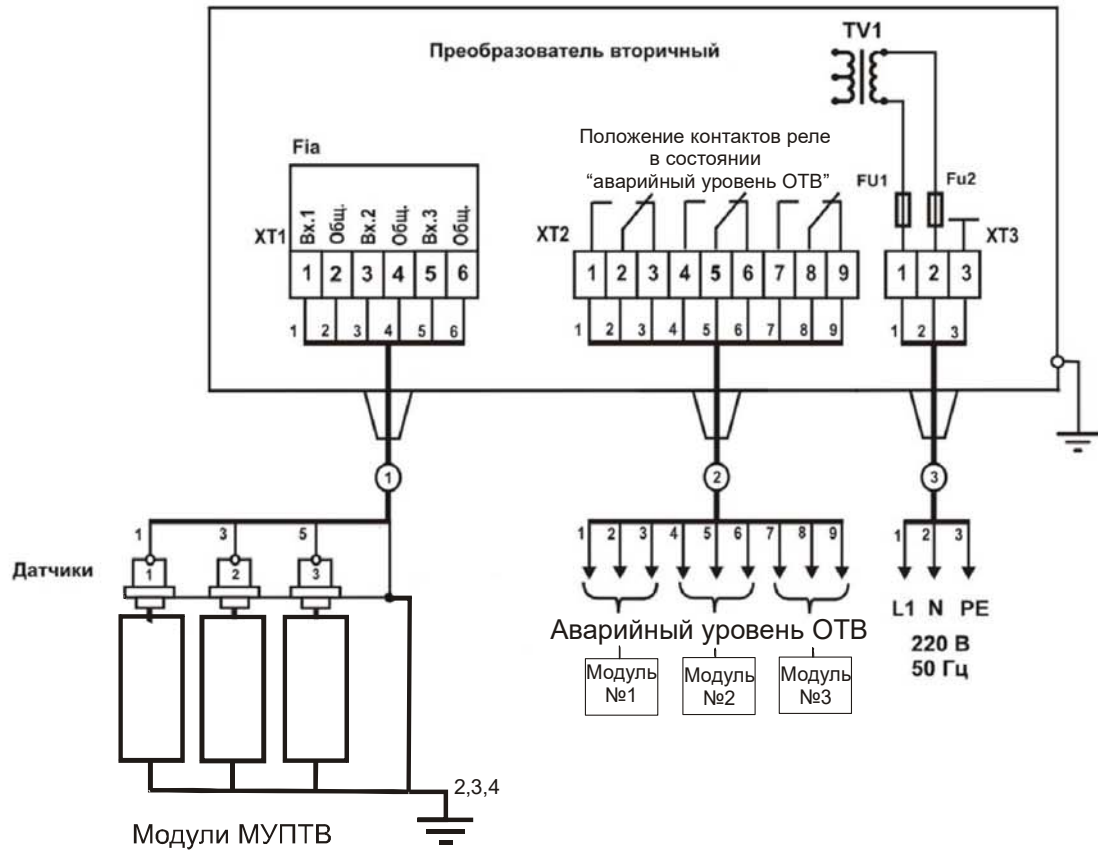 Преобразователь вторичный
TV1
Положение контактов реле
в состоянии
“аварийный уровень ОТВ”
FU1
Fu2
Fia
Вх.1 Общ. Вх.2 Общ. Вх.3 Общ.
XT1
1 2 3 4 5 6
XT2
1 2 3 4 5 6 7 8 9
XT3
1 2 3
1 2 3 4 5 6
1 2 3 4 5 6 7 8 9
1 2 3
1
2
3
1 3 5
Датчики
1 2 3
1 2 3 4 5 6 7 8 9
1 2 3
L1 N PE
220 В
50 Гц
Аварийный уровень ОТВ
Модуль
№1
Модуль
№2
Модуль
№3
2,3,4
Модули МУПТВ